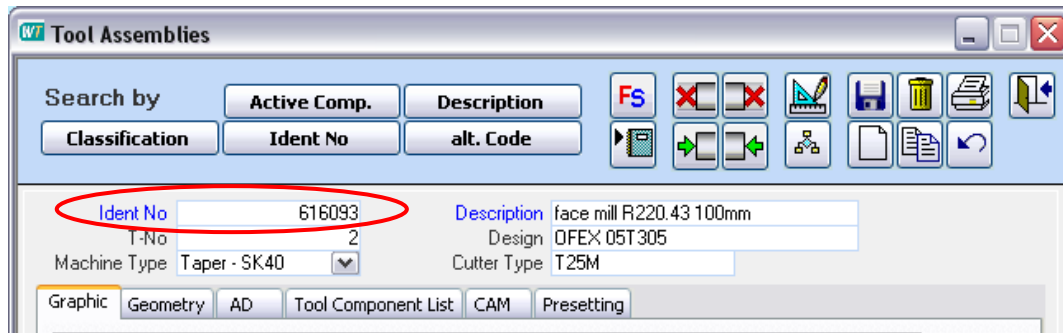 WT Tool Assemblies
Search by Active Comp. Description FS
Classification Ident No alt. Code
Ident No 616093 Description face mill R220.43 100mm
T-No 2 Design OFEX 05T305
Machine Type Taper - SK40 Cutter Type T25M
Graphic Geometry AD Tool Component List CAM Presetting